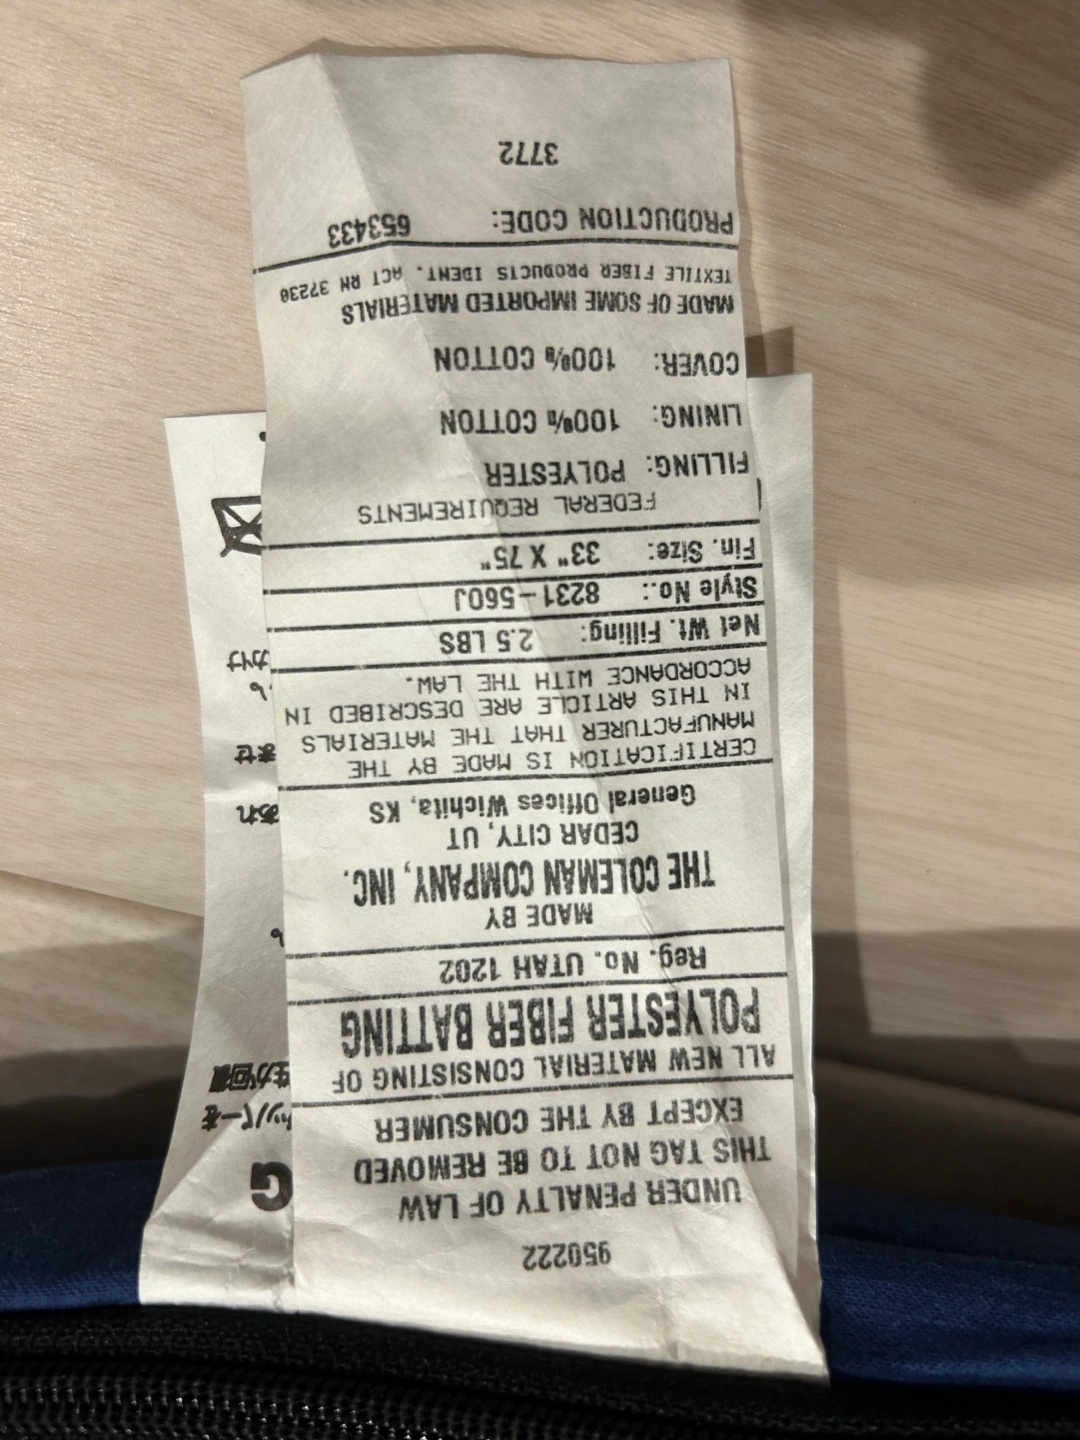 950222
UNDER PENALTY OF LAW
THIS TAG NOT TO BE REMOVED
EXCEPT BY THE CONSUMER
ALL NEW MATERIAL CONSISTING OF
POLYESTER FIBER BATTING
Reg. No. UTAH 1202
MADE BY
THE COLEMAN COMPANY, INC.
CEDAR CITY, UT
General Offices Wichita, KS
CERTIFICATION IS MADE BY THE
MANUFACTURER THAT THE MATERIALS
IN THIS ARTICLE ARE DESCRIBED IN
ACCORDANCE WITH THE LAW.
Net Wt. Filling: 2.5 LBS
Style No.: 8231-560J
Fin. Size: 33" X 75"
FEDERAL REQUIREMENTS
FILLING: POLYESTER
LINING: 100% COTTON
COVER: 100% COTTON
MADE OF SOME IMPORTED MATERIALS
TEXTILE FIBER PRODUCTS IDENT. ACT RN 37230
PRODUCTION CODE: 653433
3772
G
ませ
かけ